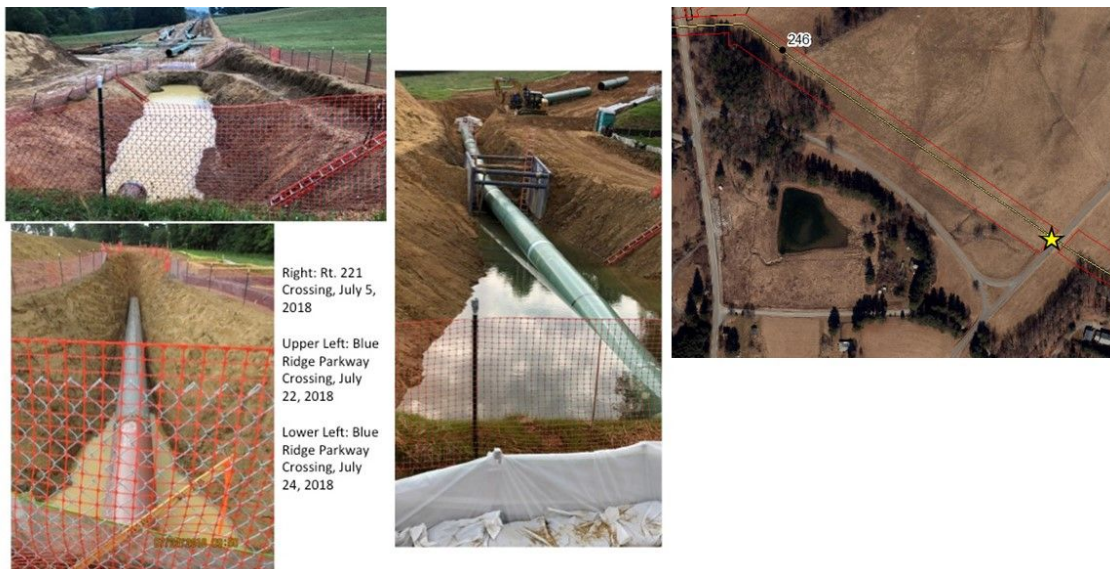 246
Right: Rt. 221
Crossing, July 5,
2018
Upper Left: Blue
Ridge Parkway
Crossing, July
22, 2018
Lower Left: Blue
Ridge Parkway
Crossing, July
24, 2018